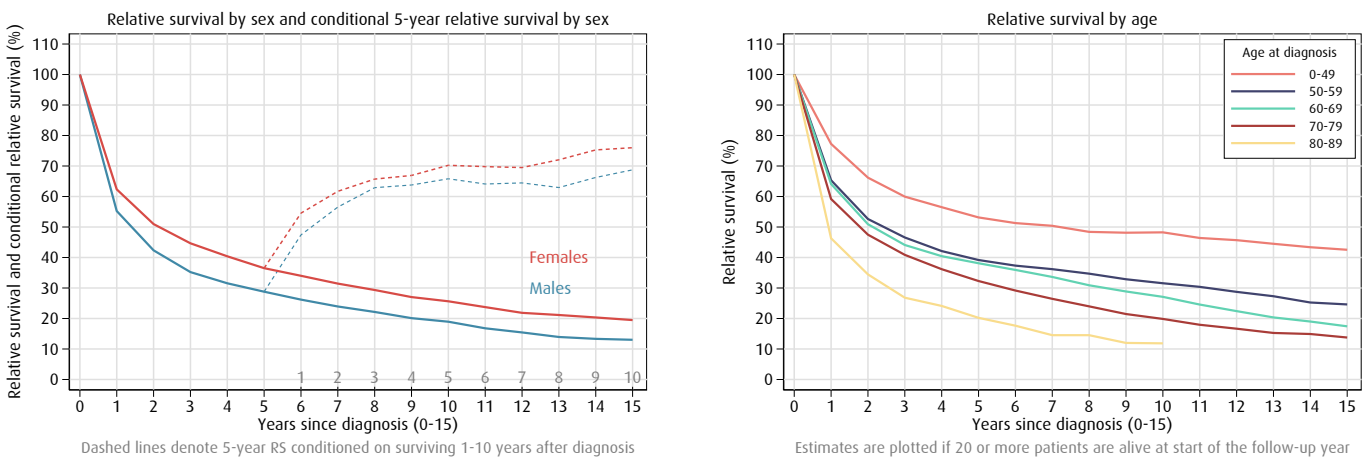 Relative survival by sex and conditional 5-year relative survival by sex
Relative survival and conditional relative survival (%)
110
100
90
80
70
60
50
40
30
20
10
0
Females
Males
1 2 3 4 5 6 7 8 9 10
0 1 2 3 4 5 6 7 8 9 10 11 12 13 14 15
Years since diagnosis (0-15)
Dashed lines denote 5-year RS conditioned on surviving 1-10 years after diagnosis
Relative survival by age
Relative survival (%)
110
100
90
80
70
60
50
40
30
20
10
0
Age at diagnosis
0-49
50-59
60-69
70-79
80-89
0 1 2 3 4 5 6 7 8 9 10 11 12 13 14 15
Years since diagnosis (0-15)
Estimates are plotted if 20 or more patients are alive at start of the follow-up year